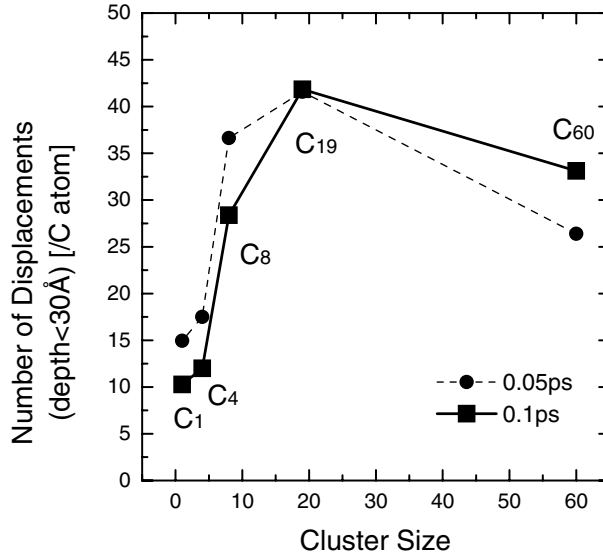 50
45
40
35
30
25
20
15
10
5
0
Number of Displacements
(depth<30Å) [/C atom]
C60
C19
C8
C4
C1
0.05ps
0.1ps
0 10 20 30 40 50 60
Cluster Size